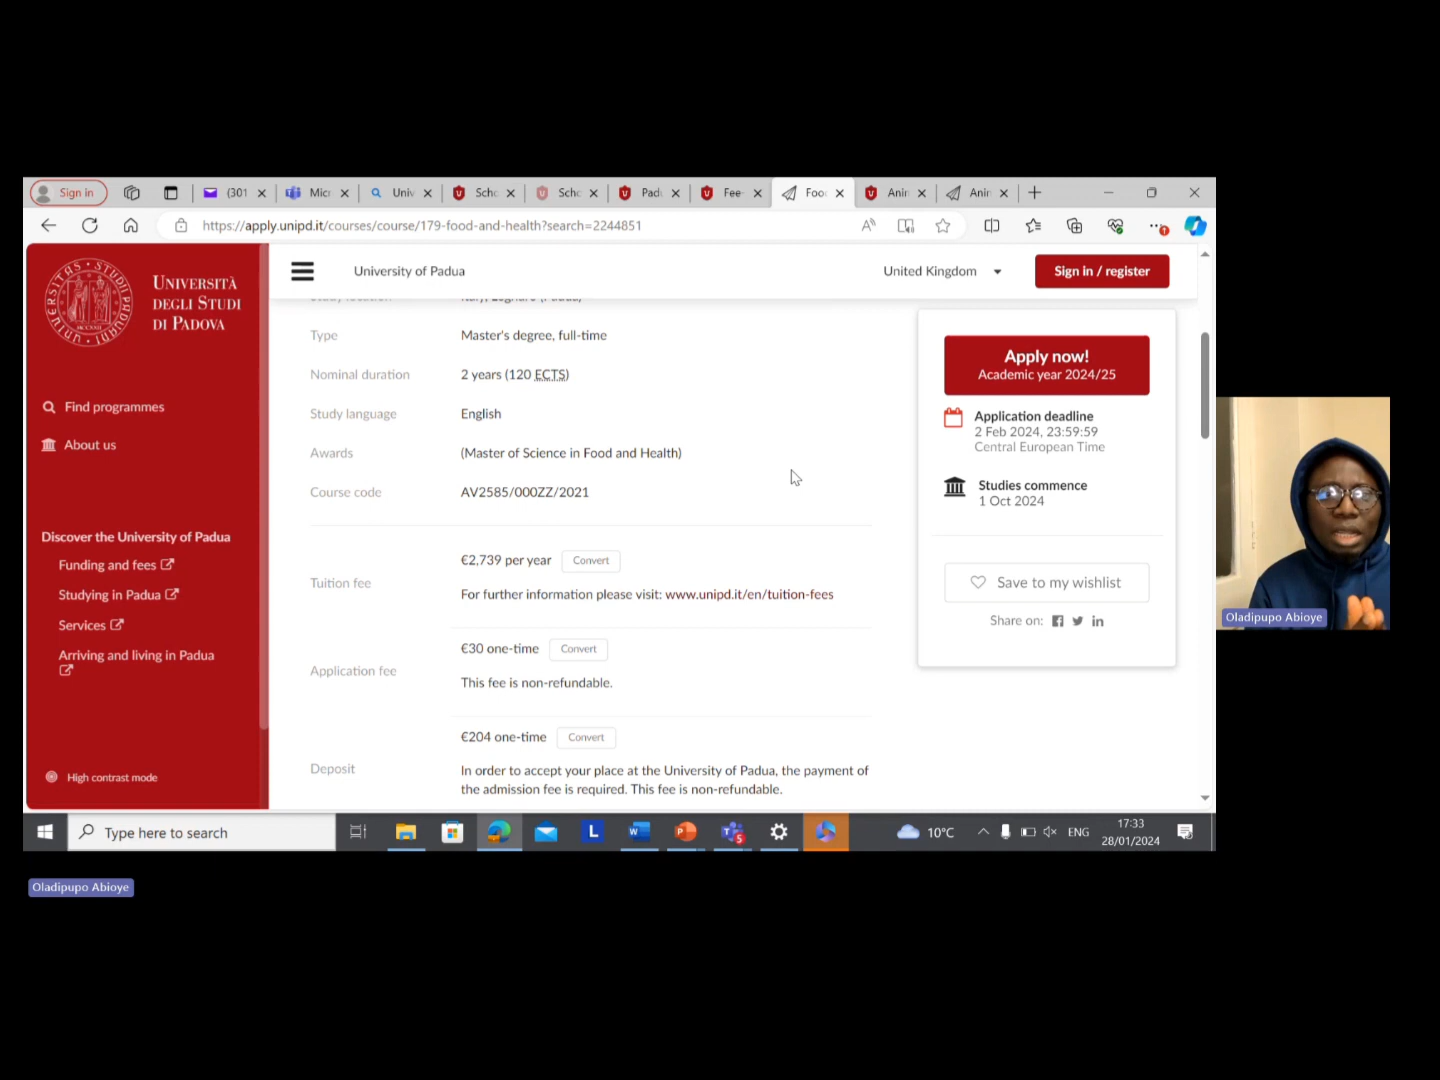 Sign in
(301
Micr
Univ
Scho
Scho
Pad
Fee-
Foo
Anin
Anin
https://apply.unipd.it/courses/course/179-food-and-health?search=2244851
UNIVERSITÀ
DEGLI STUDI
DI PADOVA
University of Padua
United Kingdom
Sign in / register
Type
Master's degree, full-time
Nominal duration
2 years (120 ECTS)
Study language
English
Awards
(Master of Science in Food and Health)
Course code
AV2585/000ZZ/2021
Tuition fee
€2,739 per year
Convert
For further information please visit: www.unipd.it/en/tuition-fees
Application fee
€30 one-time
Convert
This fee is non-refundable.
Deposit
€204 one-time
Convert
In order to accept your place at the University of Padua, the payment of
the admission fee is required. This fee is non-refundable.
Apply now!
Academic year 2024/25
Application deadline
2 Feb 2024, 23:59:59
Central European Time
Studies commence
1 Oct 2024
Save to my wishlist
Share on:
Find programmes
About us
Discover the University of Padua
Funding and fees
Studying in Padua
Services
Arriving and living in Padua
High contrast mode
Type here to search
10°C
ENG
17:33
28/01/2024
Oladipupo Abioye
Oladipupo Abioye